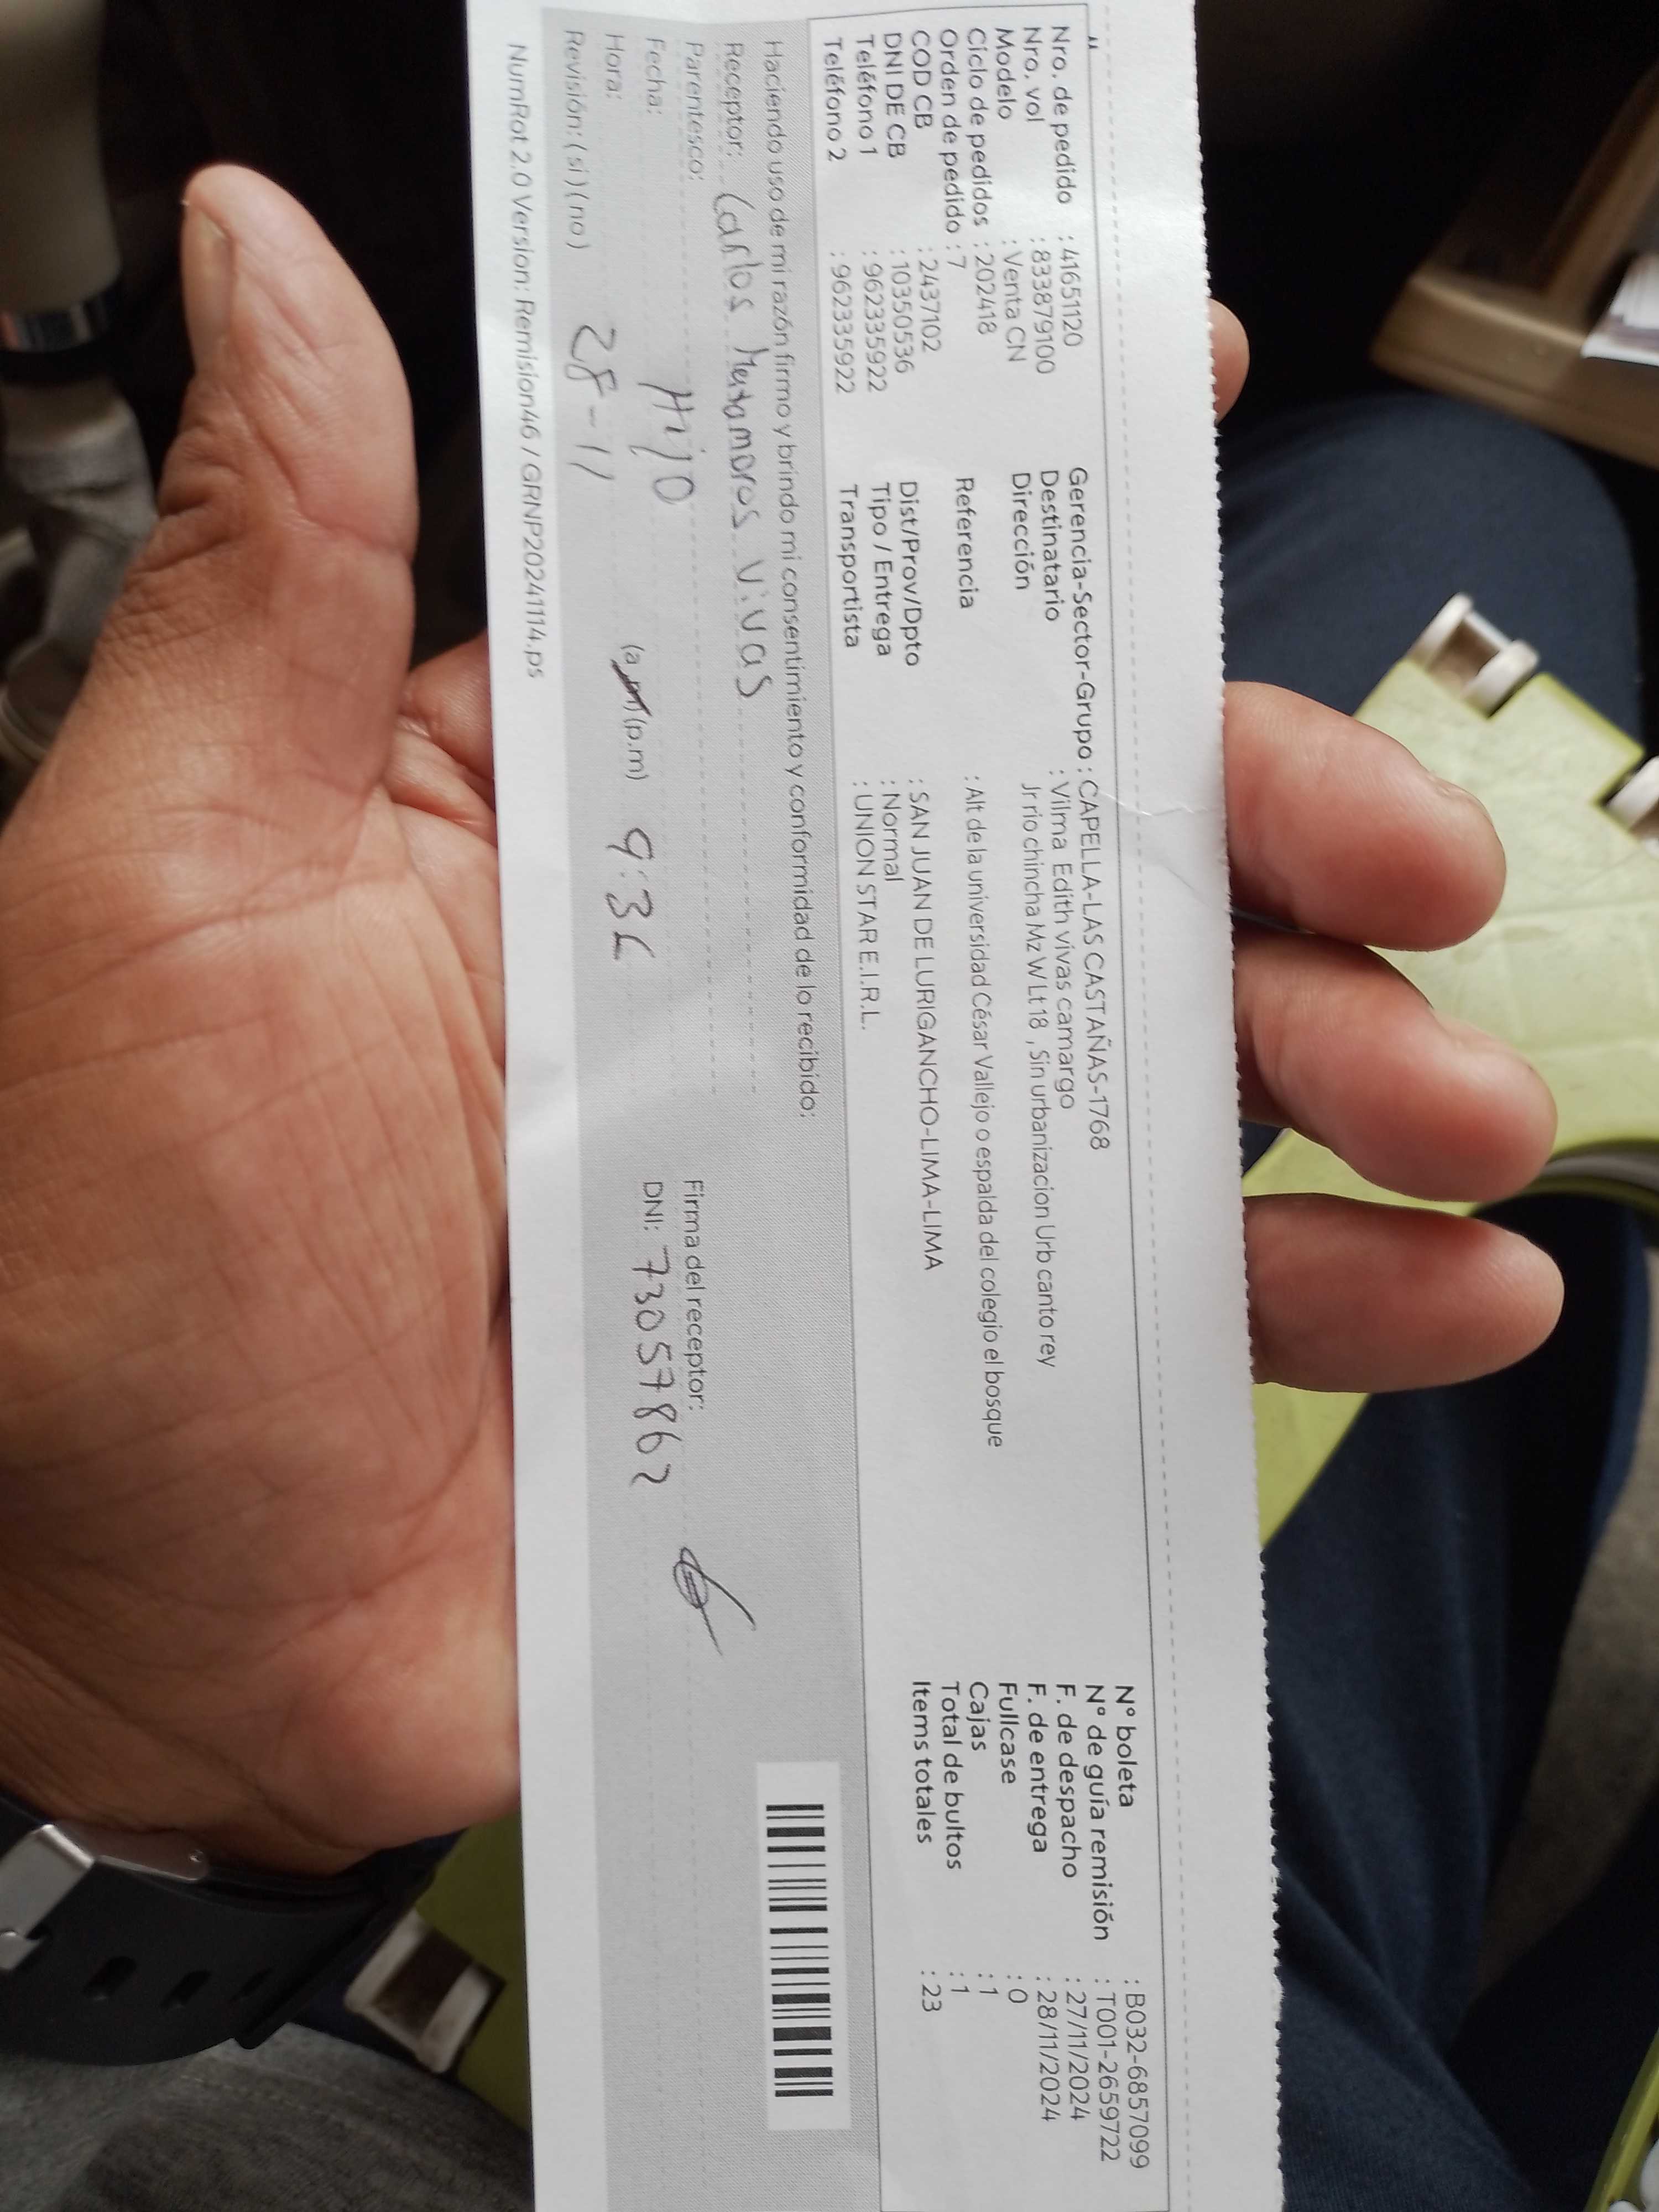 Nro. de pedido : 41651120
Nro. vol : 833879100
Modelo : Venta CN
Ciclo de pedidos : 202418
Orden de pedido : 7
COD CB : 2437102
DNI DE CB : 10350536
Teléfono 1 : 962335922
Teléfono 2 : 962335922
Gerencia-Sector-Grupo : CAPELLA-LAS CASTAÑAS-1768
Destinatario : Vilma Edith vivas camargo
Dirección Jr rio chincha Mz W Lt 18 , Sin urbanizacion Urb canto rey
Referencia : Alt de la universidad César Vallejo o espalda del colegio el bosque
Dist/Prov/Dpto : SAN JUAN DE LURIGANCHO-LIMA-LIMA
Tipo / Entrega : Normal
Transportista : UNION STAR E.I.R.L.
N° boleta : B032-6857099
N° de guía remisión : T001-2659722
F. de despacho : 27/11/2024
F. de entrega : 28/11/2024
Fullcase : 0
Cajas : 1
Total de bultos : 1
Items totales : 23
Haciendo uso de mi razón firmo y brindo mi consentimiento y conformidad de lo recibido:
Receptor: Carlos Matamoros Vivas
Parentesco: Hijo
Fecha: 28-11
Hora: (a.m) (p.m) 9:36
Revisión: (si) (no)
Firma del receptor:
DNI: 73057862
NumRot 2.0 Version: Remision46 / GRNP20241114.ps